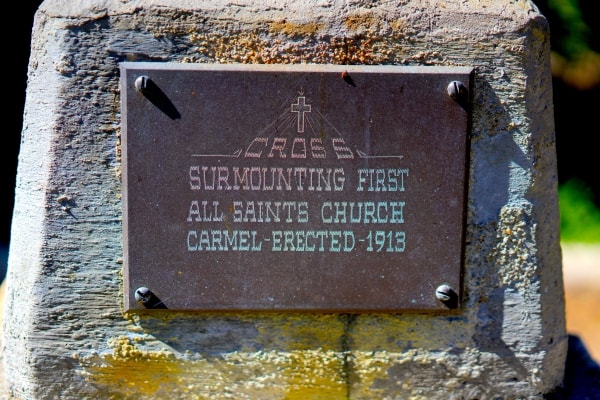 CROSS
SURMOUNTING FIRST
ALL SAINTS CHURCH
CARMEL-ERECTED-1913